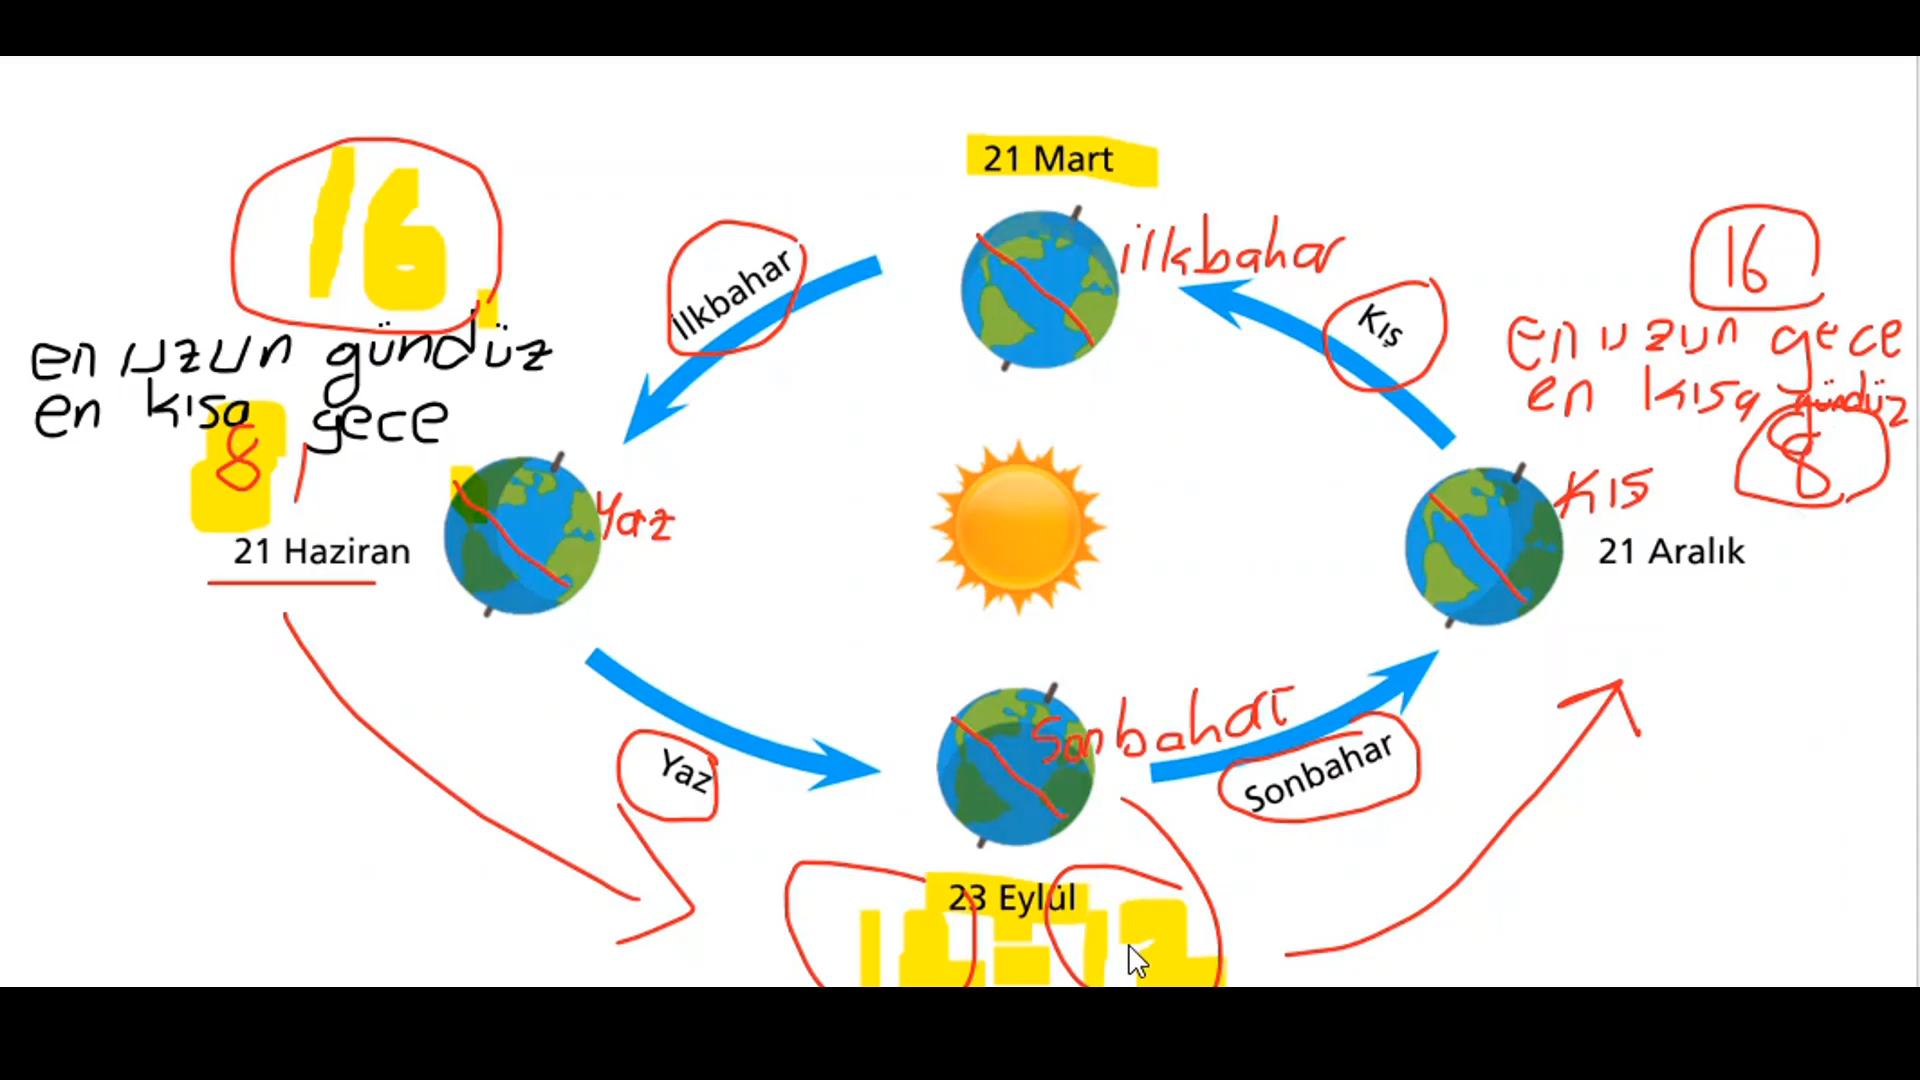 21 Mart
16
en uzun gündüz
en kısa gece
8
21 Haziran
İlkbahar
ilkbahar
Kış
16
en uzun gece
en kısa gündüz
8
Kış
21 Aralık
Yaz
Yaz
Sonbahar
Sonbahar
23 Eylül